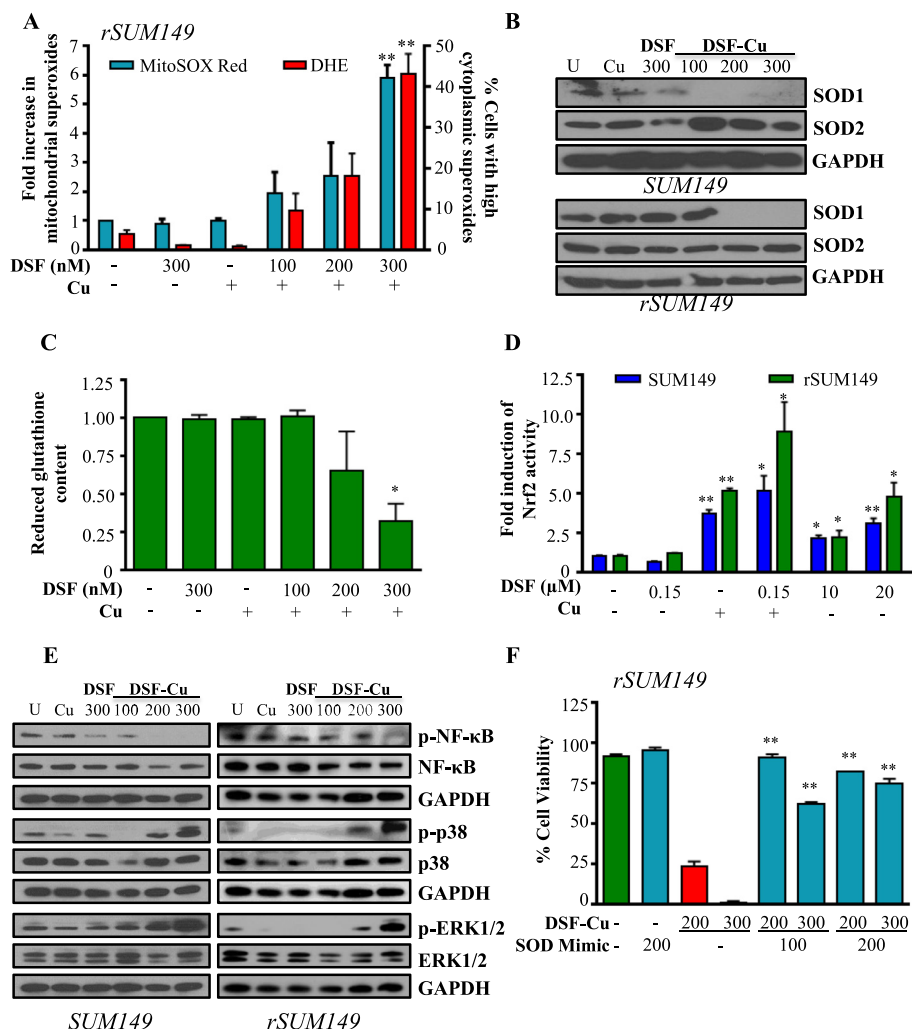 A
rSUM149
MitoSOX Red
DHE
**
**
Fold increase in
mitochondrial superoxides
7
6
5
4
3
2
1
0
50
40
30
20
10
0
% Cells with high
cytoplasmic superoxides
DSF (nM) - 300 - 100 200 300
Cu - - + + + +
B
DSF DSF-Cu
U Cu 300 100 200 300
SOD1
SOD2
GAPDH
SUM149
SOD1
SOD2
GAPDH
rSUM149
C
Reduced glutathione
content
1.25
1.00
0.75
0.50
0.25
0
*
DSF (nM) - 300 - 100 200 300
Cu - - + + + +
D
SUM149
rSUM149
Fold induction of
Nrf2 activity
12.5
10.0
7.5
5.0
2.5
0
** ** * * * * ** *
DSF (µM) - 0.15 - 0.15 10 20
Cu - - + + - -
E
DSF DSF-Cu DSF DSF-Cu
U Cu 300 100 200 300 U Cu 300 100 200 300
p-NF-κB
NF-κB
GAPDH
p-p38
p38
GAPDH
p-ERK1/2
ERK1/2
GAPDH
SUM149 rSUM149
F
rSUM149
% Cell Viability
100
75
50
25
0
** ** ** **
DSF-Cu - - 200 300 200 300 200 300
SOD Mimic - 200 - 100 200